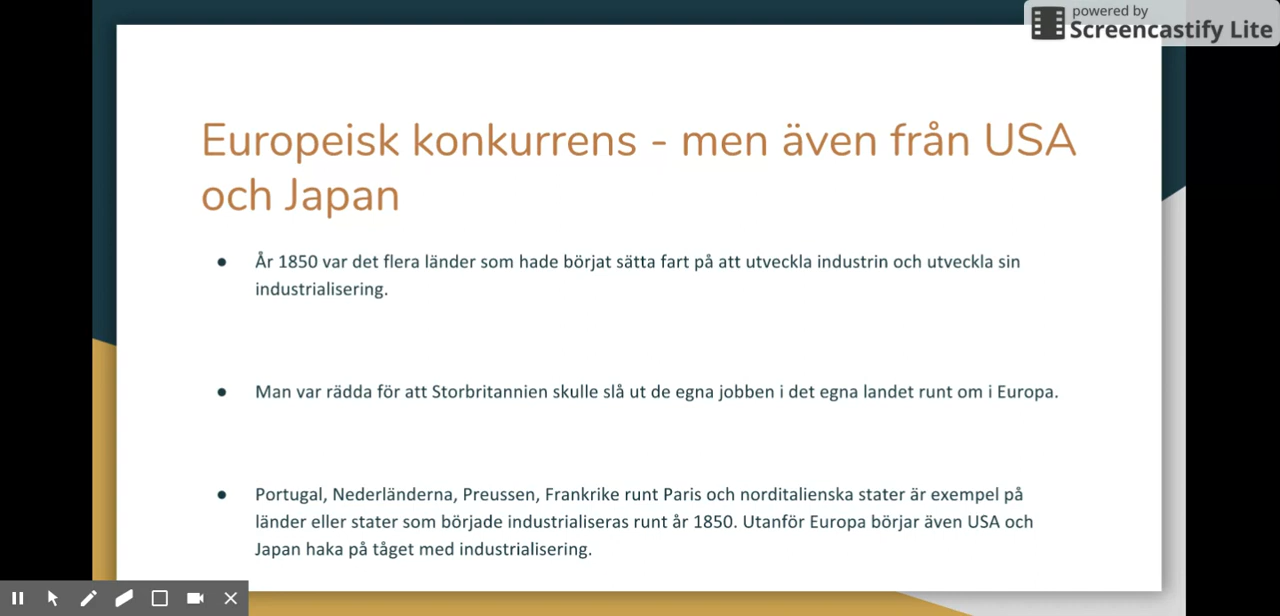 powered by
Screencastify Lite
Europeisk konkurrens - men även från USA
och Japan
● År 1850 var det flera länder som hade börjat sätta fart på att utveckla industrin och utveckla sin
industrialisering.
● Man var rädda för att Storbritannien skulle slå ut de egna jobben i det egna landet runt om i Europa.
● Portugal, Nederländerna, Preussen, Frankrike runt Paris och norditalienska stater är exempel på
länder eller stater som började industrialiseras runt år 1850. Utanför Europa börjar även USA och
Japan haka på tåget med industrialisering.